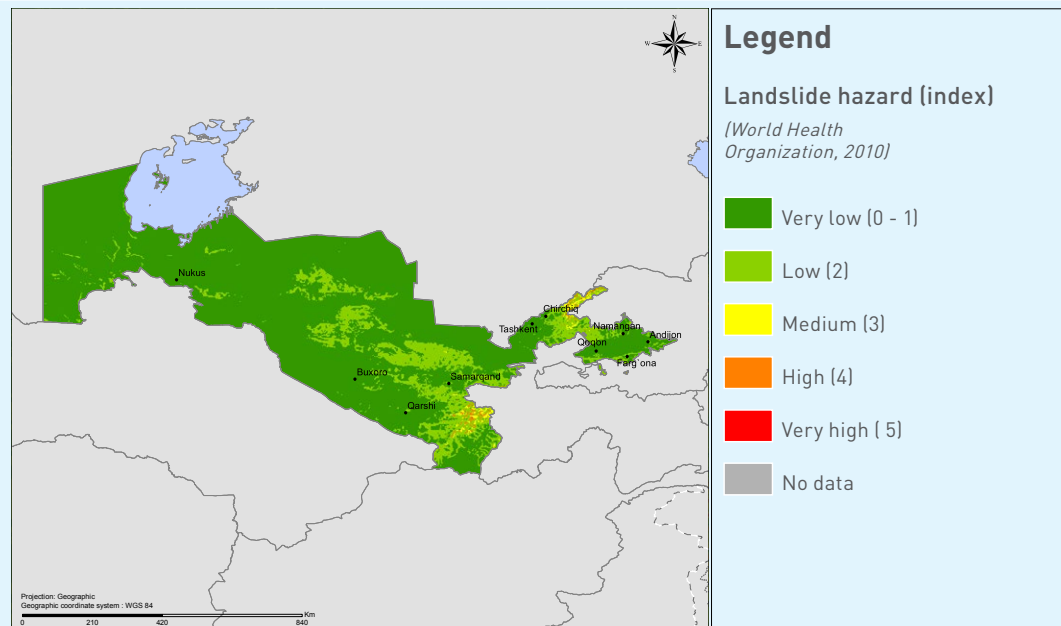 N
W
E
S
Nukus
Chirchiq
Tashkent
Namangan
Andijon
Qoqon
Farg`ona
Buxoro
Samarqand
Qarshi
Projection: Geographic
Geographic coordinate system : WGS 84
Km
0 210 420 840
Legend
Landslide hazard (index)
(World Health
Organization, 2010)
Very low (0 - 1)
Low (2)
Medium (3)
High (4)
Very high ( 5)
No data